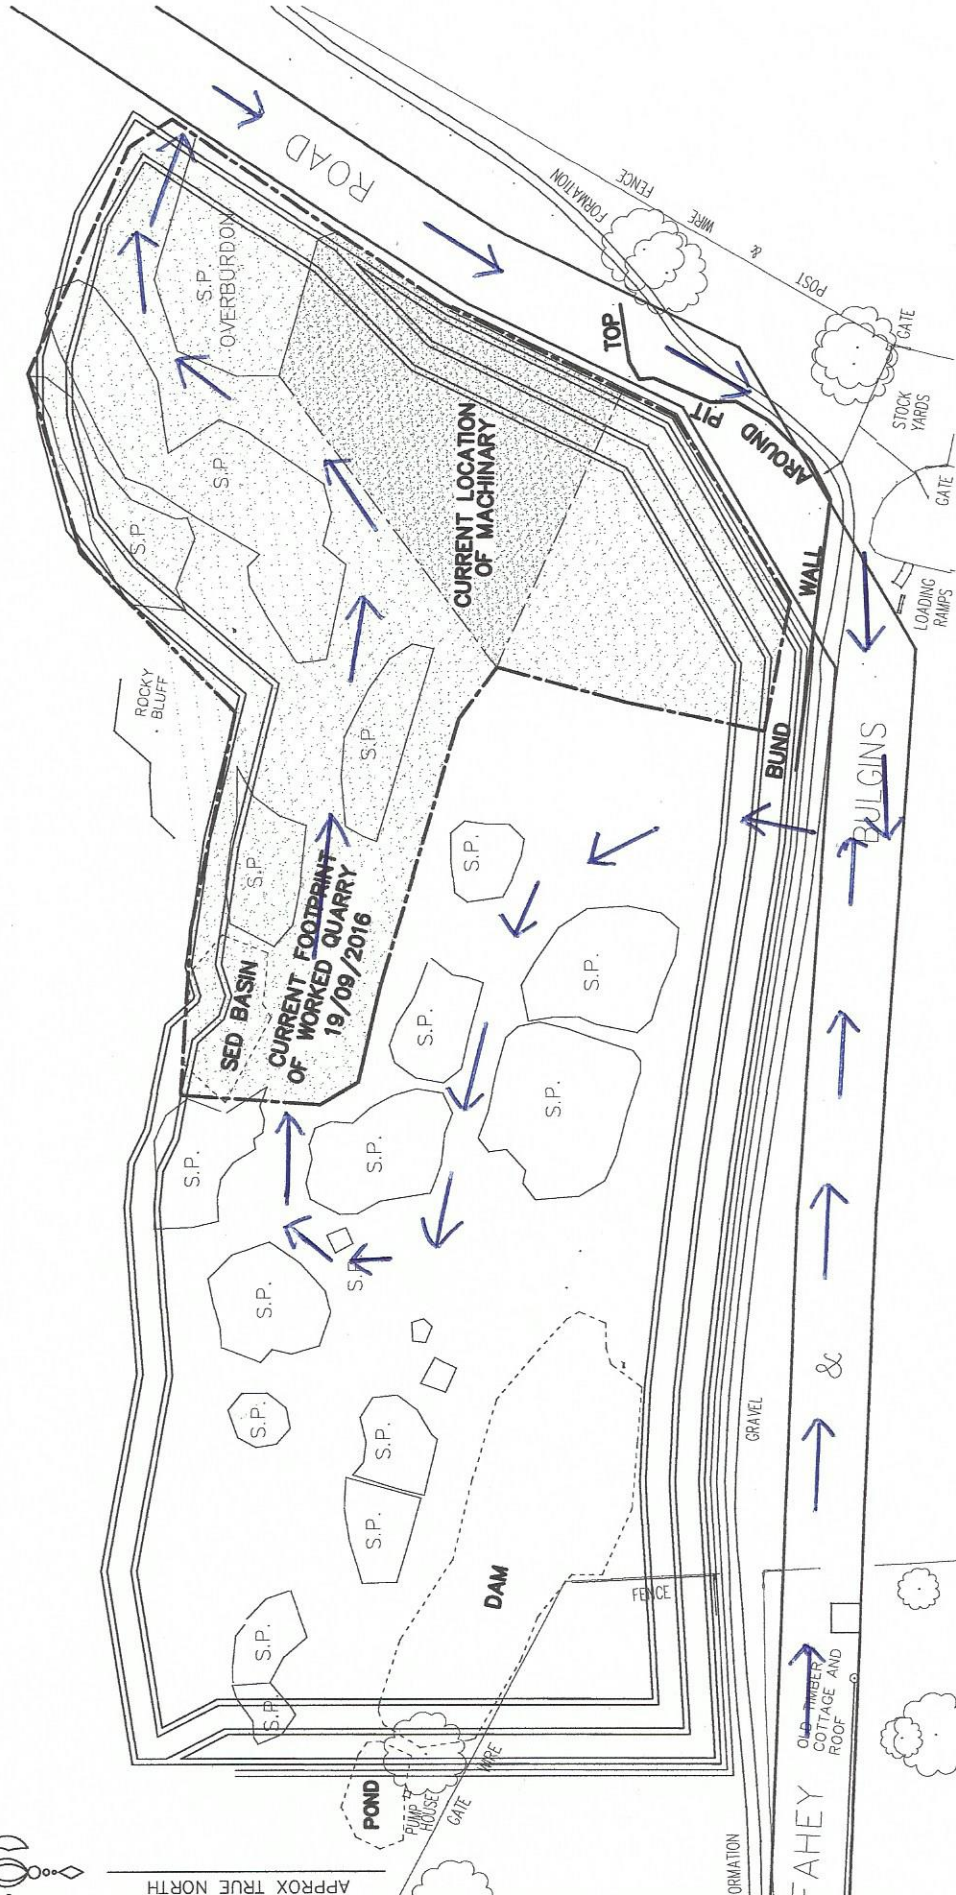 ROAD
FORMATION
FENCE
WIRE
&
POST
S.P.
OVERBURDON
TOP
GATE
STOCK
YARDS
AROUND PIT
GATE
CURRENT LOCATION
OF MACHINARY
S.P
S.P.
WALL
LOADING
RAMPS
ROCKY
BLUFF
S.P.
BUND
BULGINS
S.P.
S.P.
CURRENT FOOTPRINT
OF WORKED QUARRY
19/09/2016
SED BASIN
S.P.
S.P.
S.P.
S.P.
S.P.
S.P.
S.P.
&
S.P.
S.P.
GRAVEL
S.P.
DAM
FENCE
S.P.
OLD TIMBER
COTTAGE AND
ROOF
S.P.
POND
PUMP
HOUSE
GATE
WIRE
FAHEY
ORMATION
APPROX TRUE NORTH